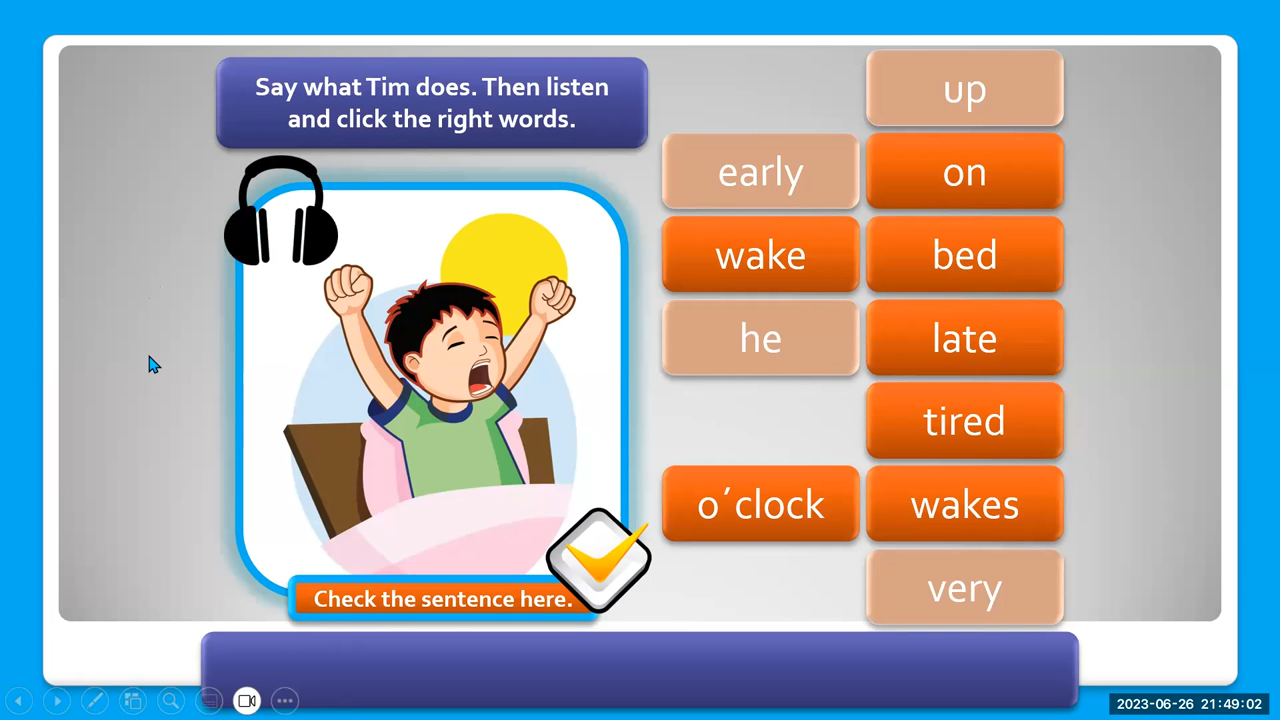 Say what Tim does. Then listen
and click the right words.
up
early
on
wake
bed
he
late
tired
o´clock
wakes
very
Check the sentence here.
2023-06-26 21:49:02